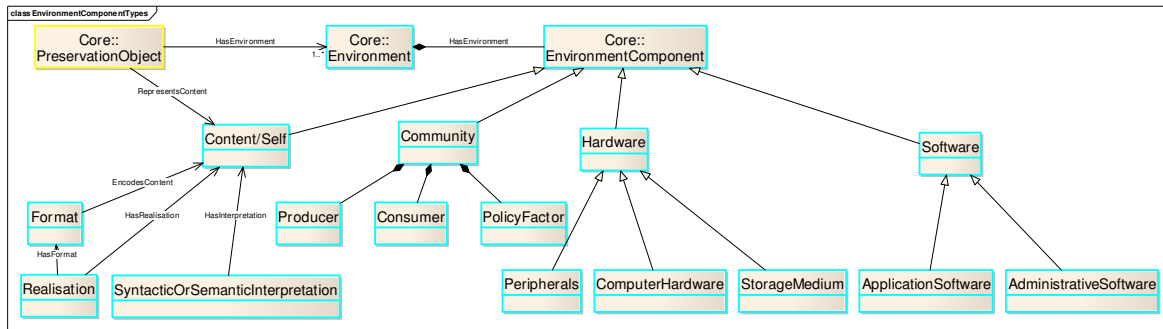 class EnvironmentComponentTypes
Core::
PreservationObject
HasEnvironment
1..*
Core::
Environment
HasEnvironment
Core::
EnvironmentComponent
RepresentsContent
Content/Self
Community
Hardware
Software
EncodesContent
HasRealisation
HasInterpretation
Format
Producer
Consumer
PolicyFactor
HasFormat
Realisation
SyntacticOrSemanticInterpretation
Peripherals
ComputerHardware
StorageMedium
ApplicationSoftware
AdministrativeSoftware